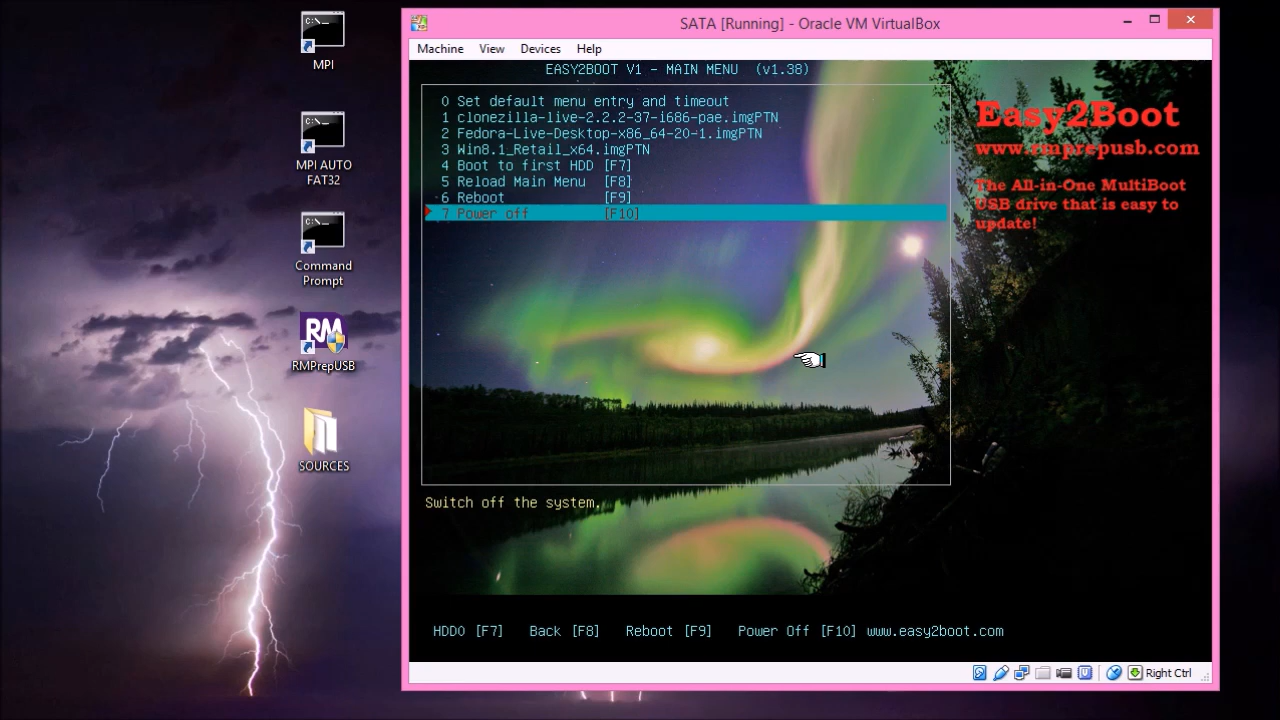 MPI
MPI AUTO
FAT32
Command
Prompt
RM
RMPrepUSB
SOURCES
SATA [Running] - Oracle VM VirtualBox
Machine View Devices Help
EASY2BOOT V1 - MAIN MENU (v1.38)
0 Set default menu entry and timeout
1 clonezilla-live-2.2.2-37-i686-pae.imgPTN
2 Fedora-Live-Desktop-x86_64-20-1.imgPTN
3 Win8.1_Retail_x64.imgPTN
4 Boot to first HDD [F7]
5 Reload Main Menu [F8]
6 Reboot [F9]
7 Power off [F10]
Easy2Boot
www.rmprepusb.com
The All-in-One MultiBoot
USB drive that is easy to
update!
Switch off the system.
HDD0 [F7] Back [F8] Reboot [F9] Power Off [F10] www.easy2boot.com
Right Ctrl